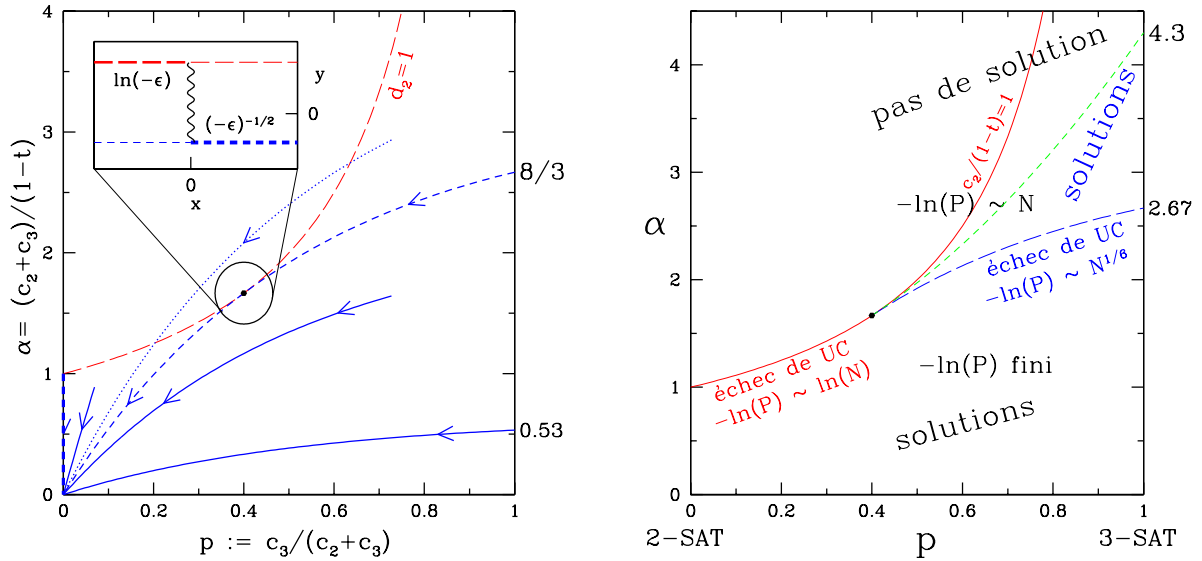 α= (c₂+c₃)/(1-t)
4
3
2
1
0
0
0.2
0.4
0.6
0.8
1
p := c₃/(c₂+c₃)
ln(-ϵ)
(-ϵ)^{-1/2}
y
0
0
x
d₂=1
8/3
0.53
α
4
3
2
1
0
0
0.2
0.4
0.6
0.8
1
2-SAT
p
3-SAT
4.3
2.67
pas de solution
c₂/(1-t)=1
solutions
-ln(P) ~ N
échec de UC
-ln(P) ~ N^{1/6}
échec de UC
-ln(P) ~ ln(N)
-ln(P) fini
solutions